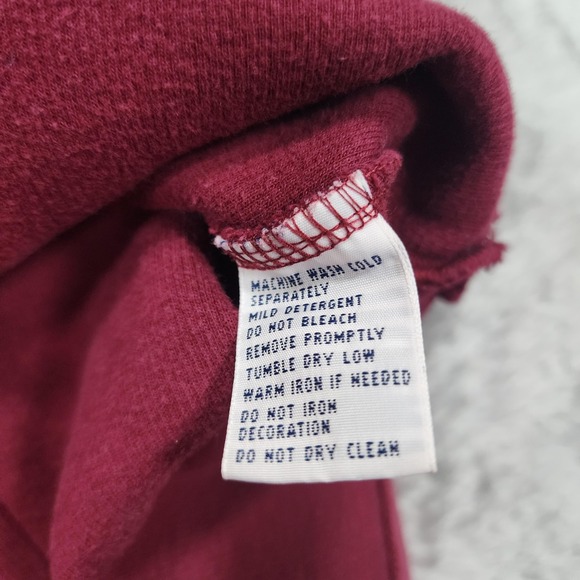 MACHINE WASH COLD
SEPARATELY
MILD DETERGENT
DO NOT BLEACH
REMOVE PROMPTLY
TUMBLE DRY LOW
WARM IRON IF NEEDED
DO NOT IRON
DECORATION
DO NOT DRY CLEAN